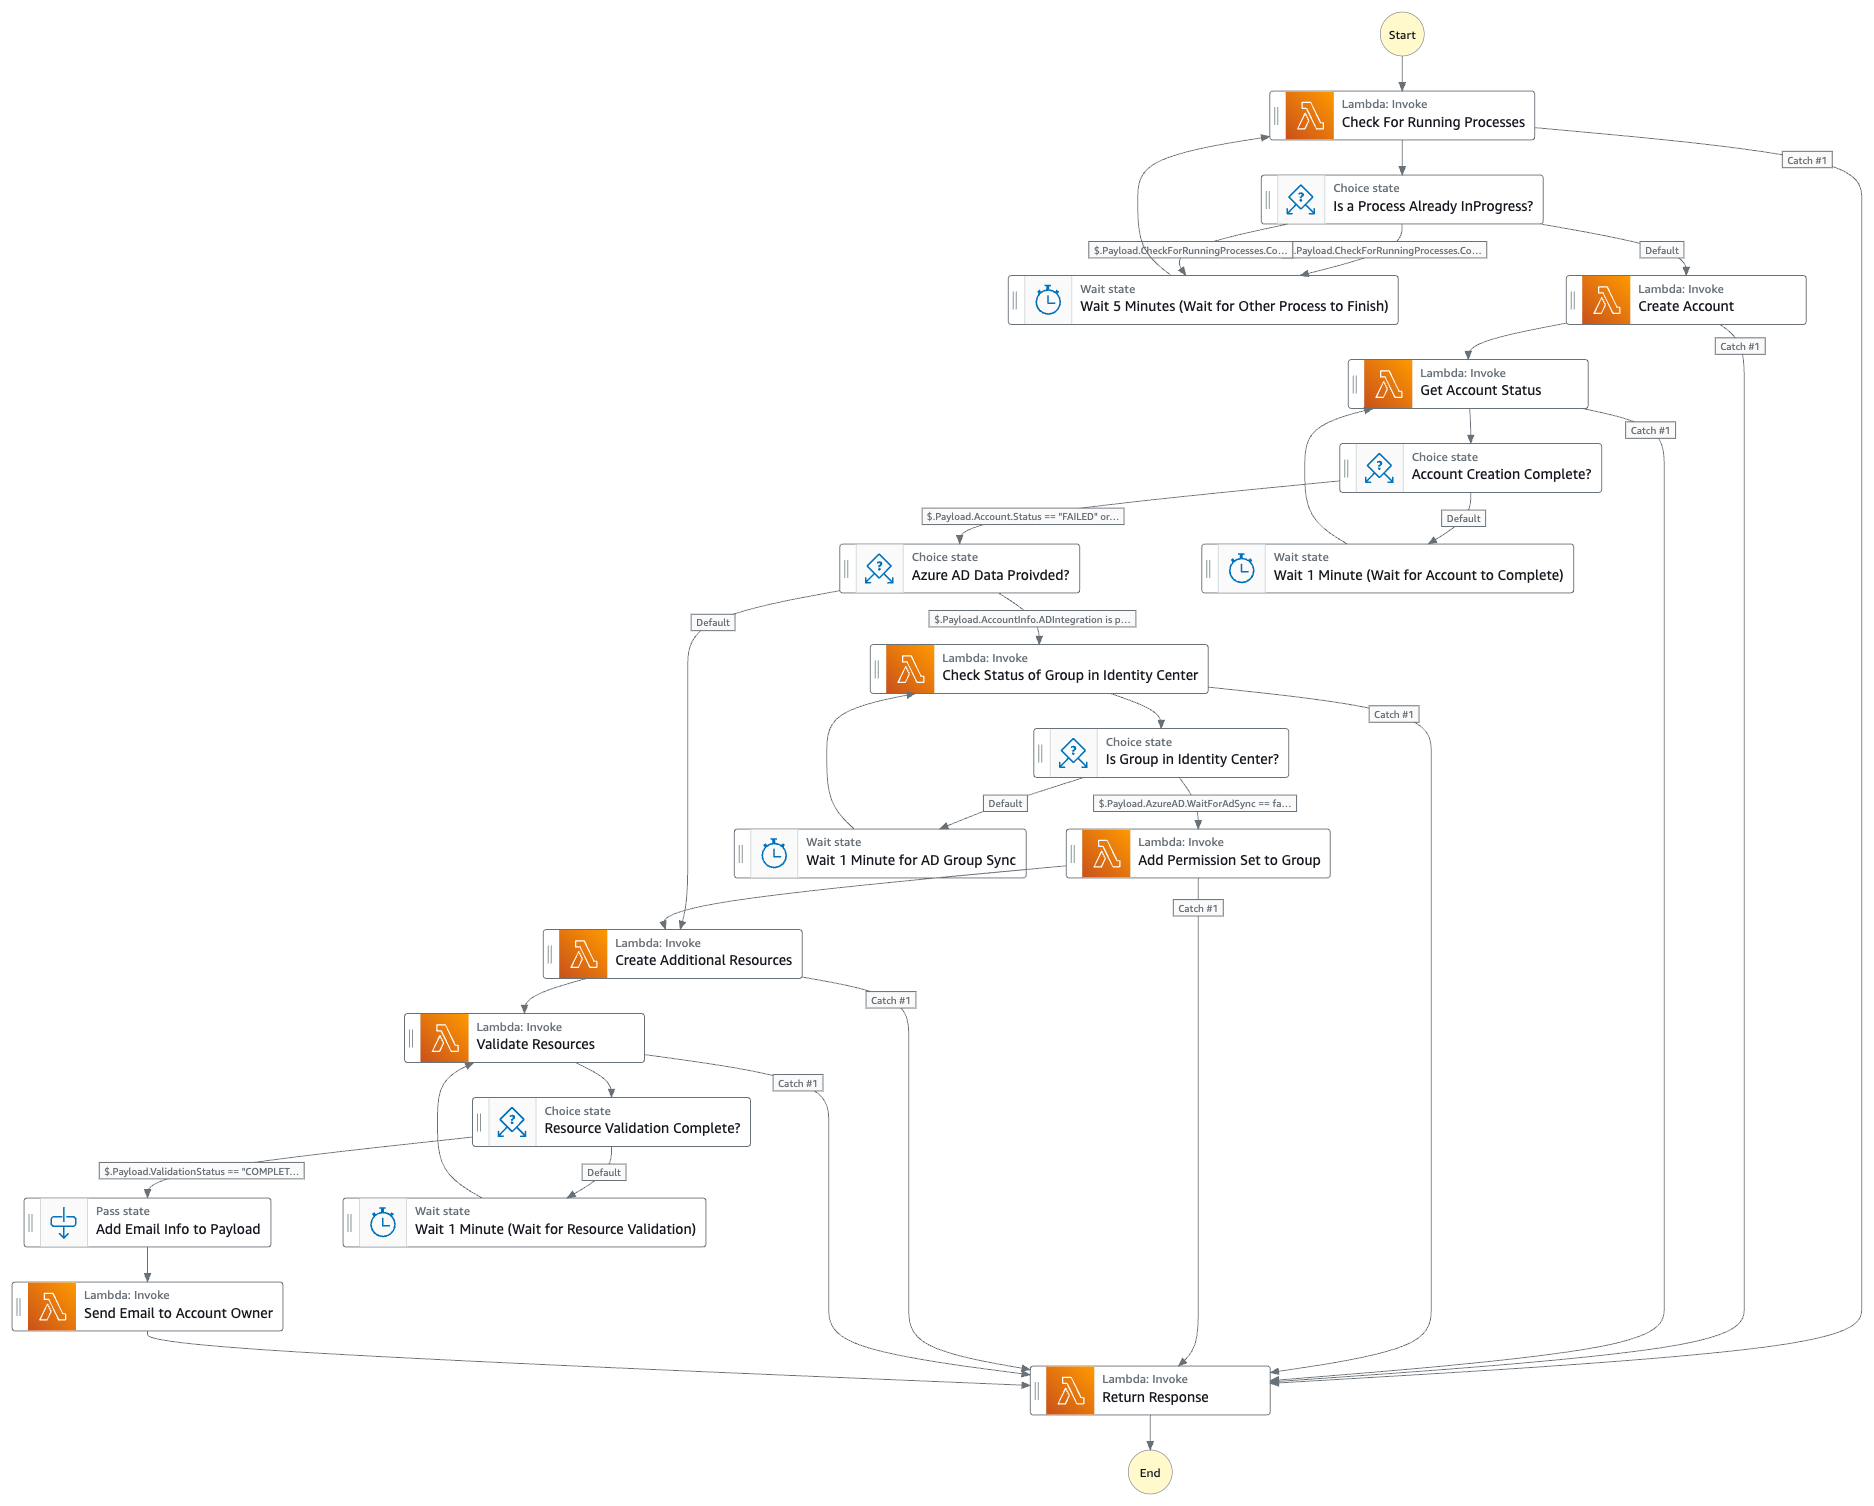 Start
Lambda: Invoke
Check For Running Processes
Catch #1
Choice state
Is a Process Already InProgress?
$.Payload.CheckForRunningProcesses.Co...
.Payload.CheckForRunningProcesses.Co...
Default
Wait state
Wait 5 Minutes (Wait for Other Process to Finish)
Lambda: Invoke
Create Account
Catch #1
Lambda: Invoke
Get Account Status
Catch #1
Choice state
Account Creation Complete?
$.Payload.Account.Status == "FAILED" or...
Default
Choice state
Azure AD Data Proivded?
Wait state
Wait 1 Minute (Wait for Account to Complete)
Default
$.Payload.AccountInfo.ADIntegration is p...
Lambda: Invoke
Check Status of Group in Identity Center
Catch #1
Choice state
Is Group in Identity Center?
Default
$.Payload.AzureAD.WaitForAdSync == fa...
Wait state
Wait 1 Minute for AD Group Sync
Lambda: Invoke
Add Permission Set to Group
Catch #1
Lambda: Invoke
Create Additional Resources
Catch #1
Lambda: Invoke
Validate Resources
Catch #1
Choice state
Resource Validation Complete?
$.Payload.ValidationStatus == "COMPLET...
Default
Pass state
Add Email Info to Payload
Wait state
Wait 1 Minute (Wait for Resource Validation)
Lambda: Invoke
Send Email to Account Owner
Lambda: Invoke
Return Response
End